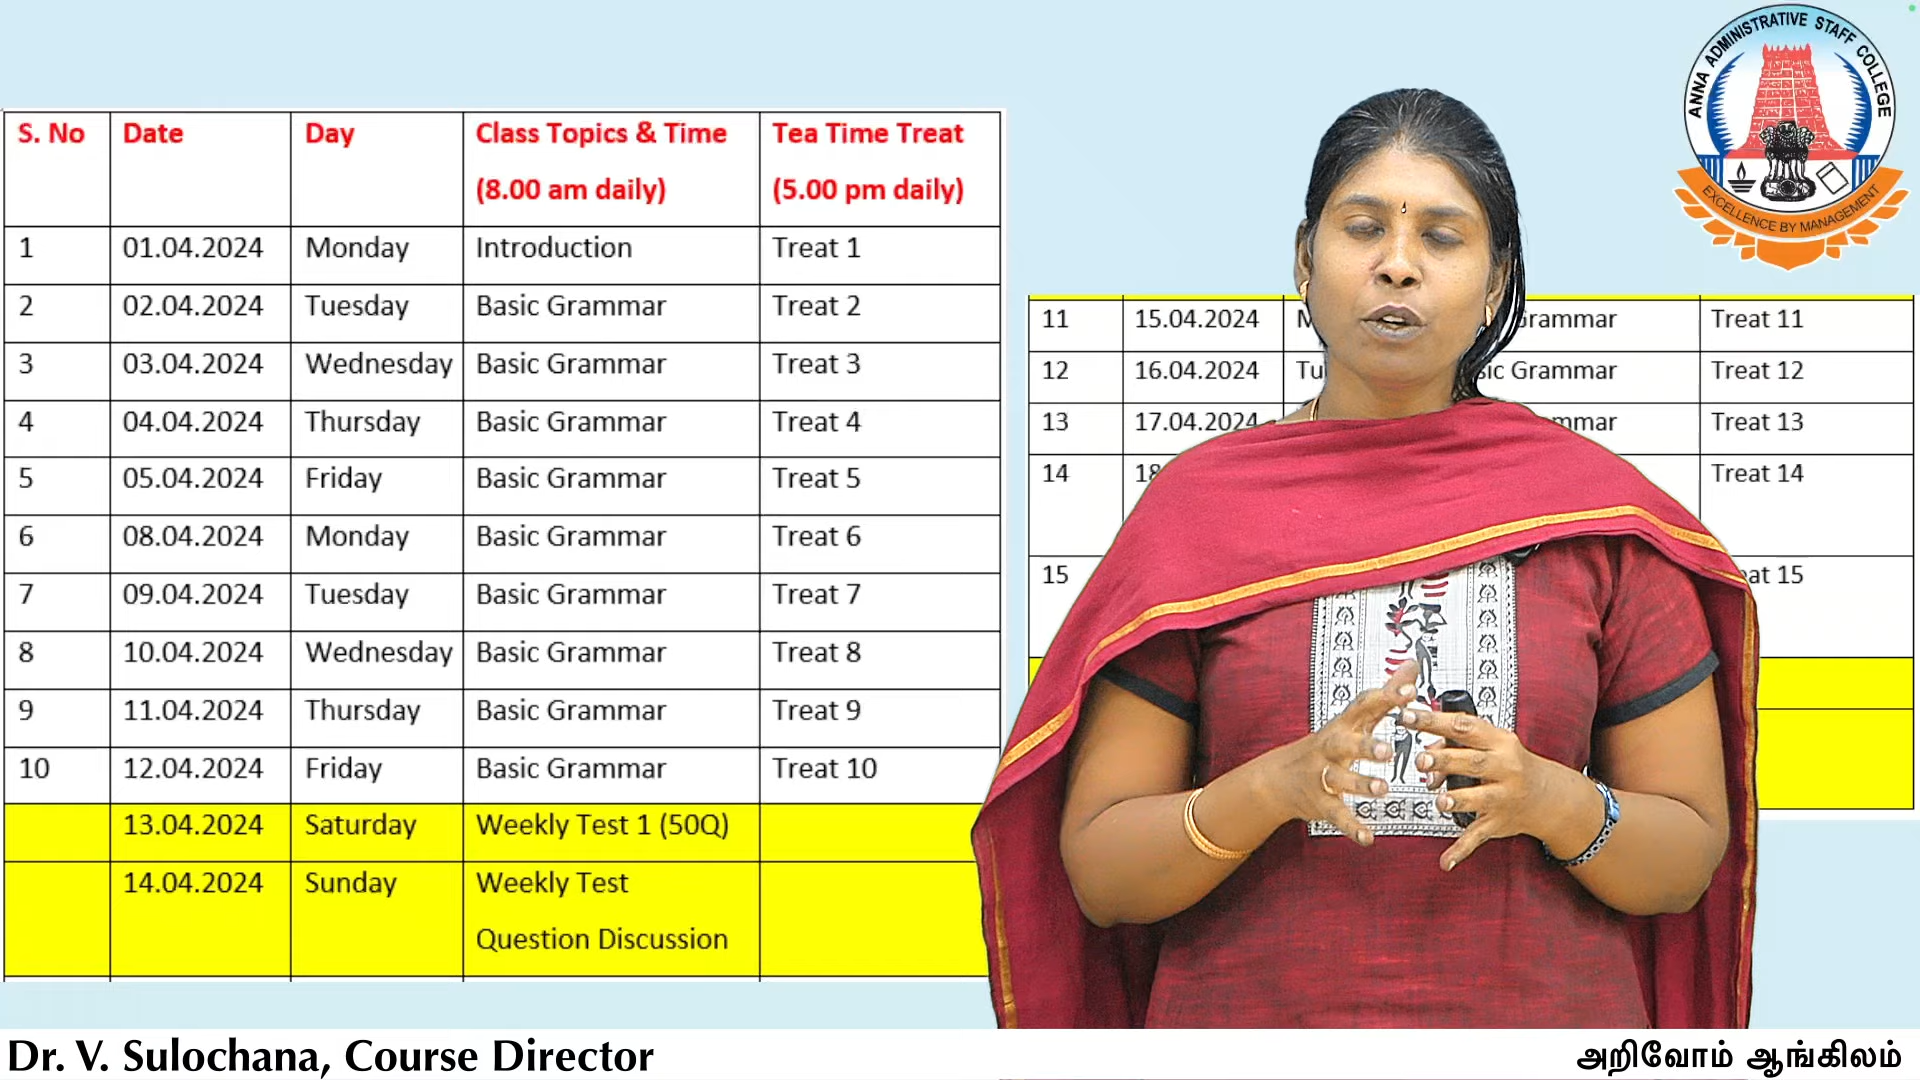 S. No Date Day Class Topics & Time Tea Time Treat
(8.00 am daily) (5.00 pm daily)
1 01.04.2024 Monday Introduction Treat 1
2 02.04.2024 Tuesday Basic Grammar Treat 2
3 03.04.2024 Wednesday Basic Grammar Treat 3
4 04.04.2024 Thursday Basic Grammar Treat 4
5 05.04.2024 Friday Basic Grammar Treat 5
6 08.04.2024 Monday Basic Grammar Treat 6
7 09.04.2024 Tuesday Basic Grammar Treat 7
8 10.04.2024 Wednesday Basic Grammar Treat 8
9 11.04.2024 Thursday Basic Grammar Treat 9
10 12.04.2024 Friday Basic Grammar Treat 10
13.04.2024 Saturday Weekly Test 1 (50Q)
14.04.2024 Sunday Weekly Test
Question Discussion
ANNA ADMINISTRATIVE STAFF COLLEGE
EXCELLENCE BY MANAGEMENT
11 15.04.2024 Grammar Treat 11
12 16.04.2024 Grammar Treat 12
13 17.04.2024 Treat 13
14 Treat 14
15 15
Dr. V. Sulochana, Course Director
அறிவோம் ஆங்கிலம்